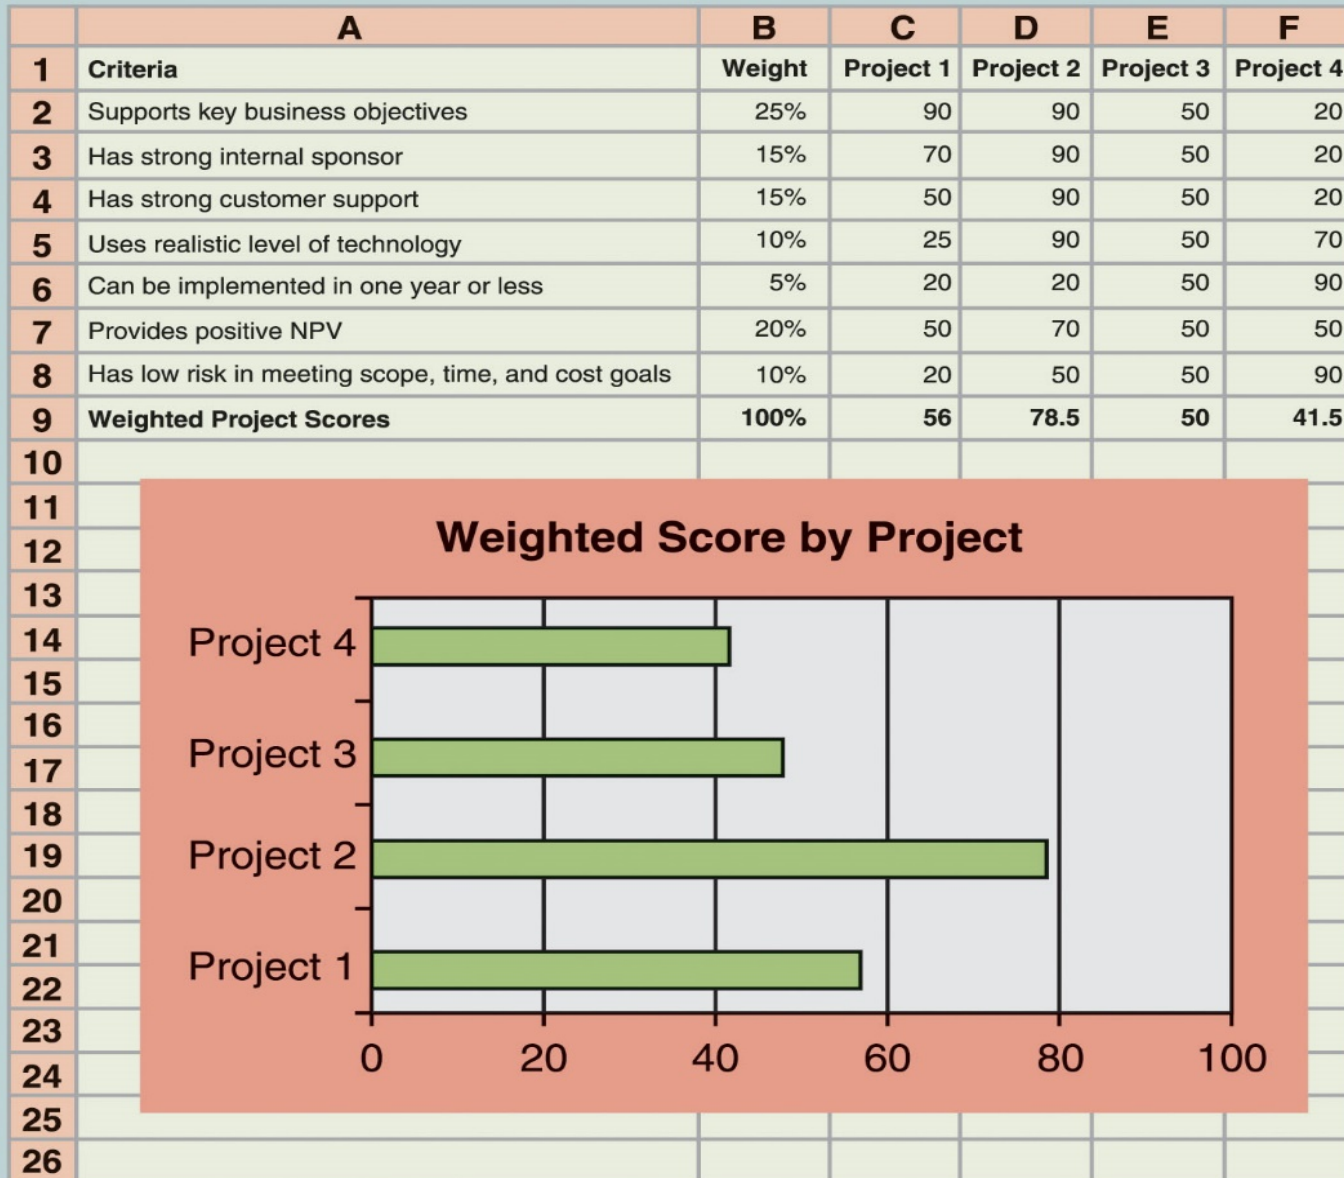 A B C D E F
1 Criteria Weight Project 1 Project 2 Project 3 Project 4
2 Supports key business objectives 25% 90 90 50 20
3 Has strong internal sponsor 15% 70 90 50 20
4 Has strong customer support 15% 50 90 50 20
5 Uses realistic level of technology 10% 25 90 50 70
6 Can be implemented in one year or less 5% 20 20 50 90
7 Provides positive NPV 20% 50 70 50 50
8 Has low risk in meeting scope, time, and cost goals 10% 20 50 50 90
9 Weighted Project Scores 100% 56 78.5 50 41.5
10
11
12 Weighted Score by Project
13
14 Project 4
15
16
17 Project 3
18
19 Project 2
20
21
22 Project 1
23
24 0 20 40 60 80 100
25
26